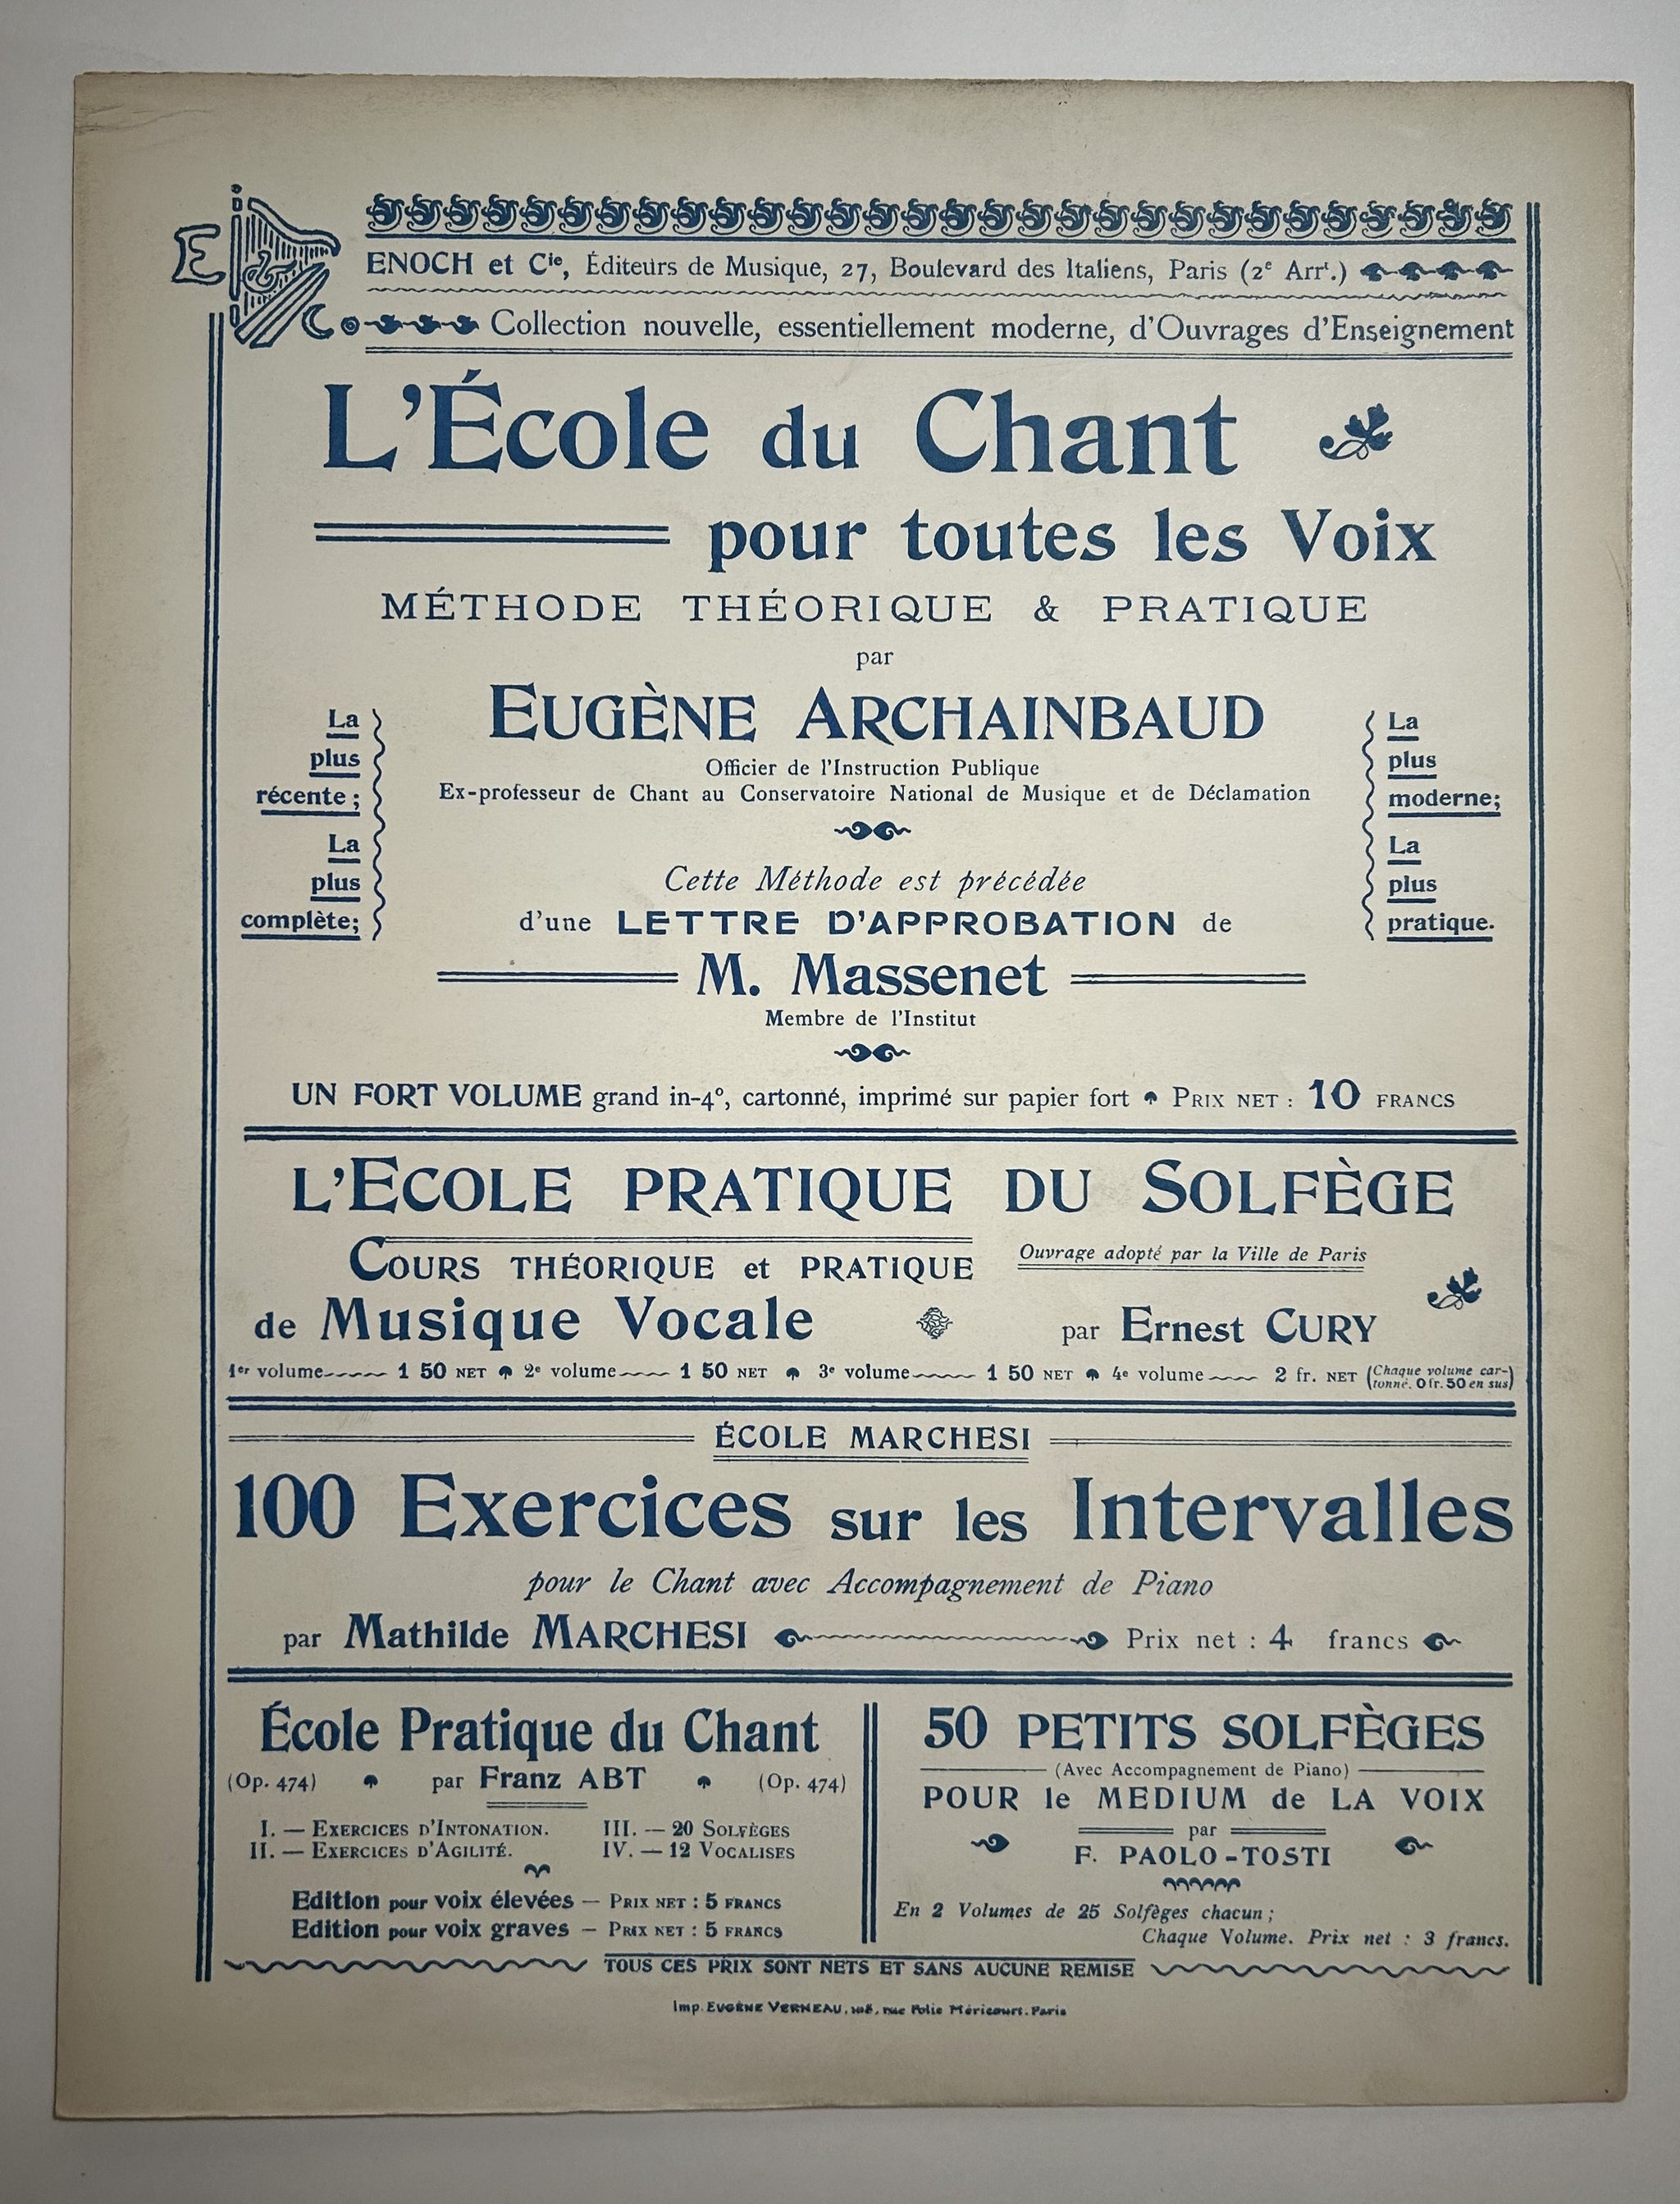 E
C
ENOCH et Cie, Éditeurs de Musique, 27, Boulevard des Italiens, Paris (2e Arrt.)
Collection nouvelle, essentiellement moderne, d'Ouvrages d'Enseignement
L'École du Chant
pour toutes les Voix
MÉTHODE THÉORIQUE & PRATIQUE
par
EUGÈNE ARCHAINBAUD
Officier de l'Instruction Publique
Ex-professeur de Chant au Conservatoire National de Musique et de Déclamation
La
plus
récente;
La
plus
complète;
La
plus
moderne;
La
plus
pratique.
Cette Méthode est précédée
d'une LETTRE D'APPROBATION de
M. Massenet
Membre de l'Institut
UN FORT VOLUME grand in-4°, cartonné, imprimé sur papier fort PRIX NET : 10 FRANCS
L'ECOLE PRATIQUE DU SOLFÈGE
COURS THÉORIQUE et PRATIQUE
Ouvrage adopté par la Ville de Paris
de Musique Vocale par Ernest CURY
1er volume 1 50 NET 2e volume 1 50 NET 3e volume 1 50 NET 4e volume 2 fr. NET (Chaque volume car-
tonné. 0 fr. 50 en sus)
ÉCOLE MARCHESI
100 Exercices sur les Intervalles
pour le Chant avec Accompagnement de Piano
par Mathilde MARCHESI Prix net : 4 francs
École Pratique du Chant
(Op. 474) par Franz ABT (Op. 474)
I. — EXERCICES D'INTONATION. III. — 20 SOLFÈGES
II. — EXERCICES D'AGILITÉ. IV. — 12 VOCALISES
Edition pour voix élevées — PRIX NET : 5 FRANCS
Edition pour voix graves — PRIX NET : 5 FRANCS
50 PETITS SOLFÈGES
(Avec Accompagnement de Piano)
POUR le MEDIUM de LA VOIX
par
F. PAOLO-TOSTI
En 2 Volumes de 25 Solfèges chacun;
Chaque Volume. Prix net : 3 francs.
TOUS CES PRIX SONT NETS ET SANS AUCUNE REMISE
Imp. EUGÈNE VERNEAU, 108, rue Folie Méricourt. Paris